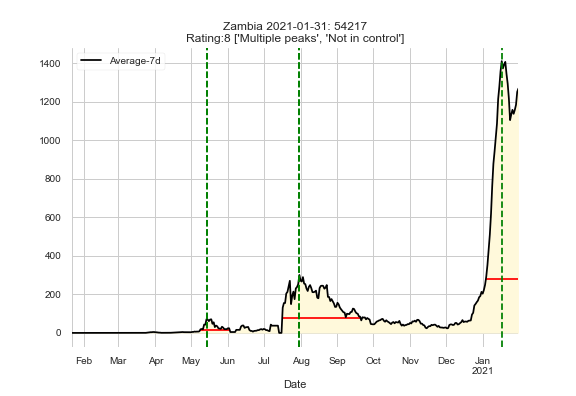 Zambia 2021-01-31: 54217
Rating:8 ['Multiple peaks', 'Not in control']
Average-7d
1400
1200
1000
800
600
400
200
0
Feb Mar Apr May Jun Jul Aug Sep Oct Nov Dec Jan
2021
Date